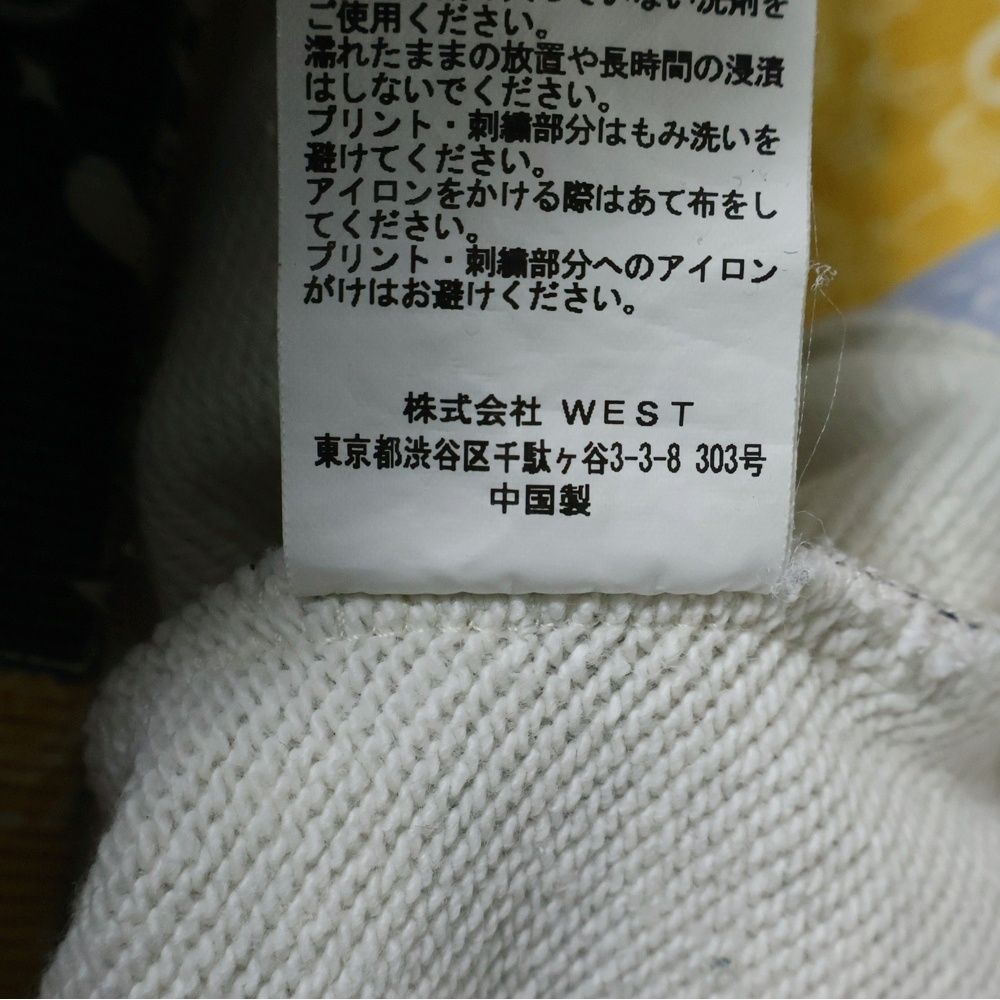 ない洗剤を
ご使用ください。
濡れたままの放置や長時間の浸漬
はしないでください。
プリント・刺繍部分はもみ洗いを
避けてください。
アイロンをかける際はあて布をし
てください。
プリント・刺繍部分へのアイロン
がけはお避けください。
株式会社 WEST
東京都渋谷区千駄ヶ谷3-3-8 303号
中国製